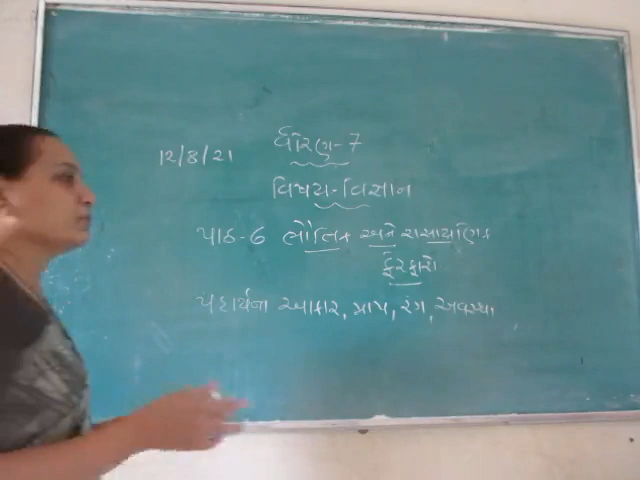 ધોરણ-7
12/8/21
વિષય-વિજ્ઞાન
પાઠ-6 ભૌતિક અને રાસાયણિક
ફેરફારો
પદાર્થના આકાર, માપ, રંગ, અવસ્થા